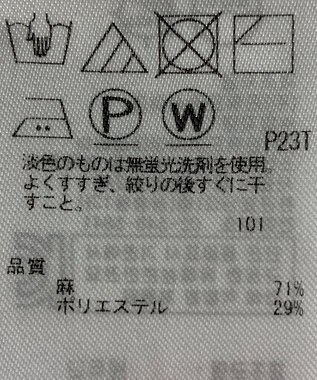 P W
P23T
淡色のものは無蛍光洗剤を使用。
よくすすぎ、絞りの後すぐに干
すこと。
101
品質
麻 71%
ポリエステル 29%